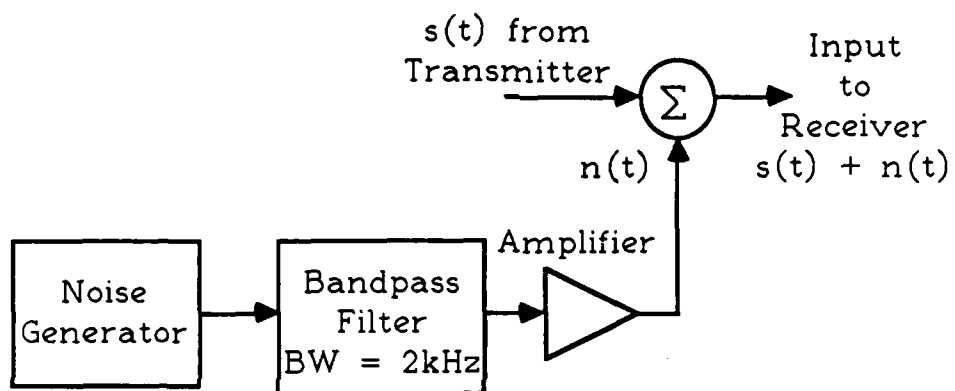 s(t) from
Transmitter
Σ
Input
to
Receiver
s(t) + n(t)
n(t)
Amplifier
Noise
Generator
Bandpass
Filter
BW = 2kHz